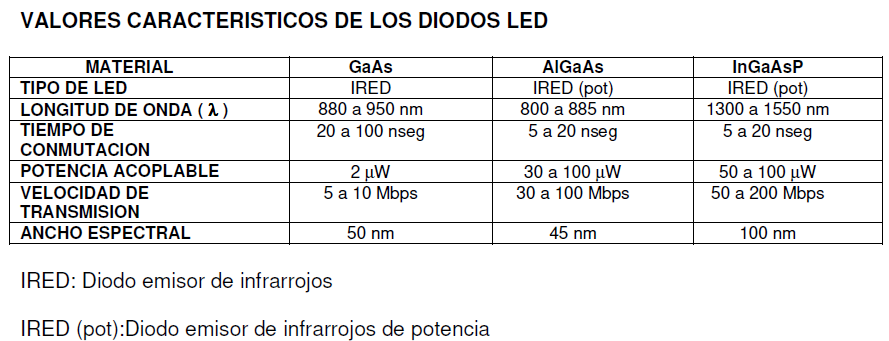 VALORES CARACTERISTICOS DE LOS DIODOS LED
MATERIAL GaAs AlGaAs InGaAsP
TIPO DE LED IRED IRED (pot) IRED (pot)
LONGITUD DE ONDA ( λ ) 880 a 950 nm 800 a 885 nm 1300 a 1550 nm
TIEMPO DE 20 a 100 nseg 5 a 20 nseg 5 a 20 nseg
CONMUTACION
POTENCIA ACOPLABLE 2 μW 30 a 100 μW 50 a 100 μW
VELOCIDAD DE 5 a 10 Mbps 30 a 100 Mbps 50 a 200 Mbps
TRANSMISION
ANCHO ESPECTRAL 50 nm 45 nm 100 nm
IRED: Diodo emisor de infrarrojos
IRED (pot):Diodo emisor de infrarrojos de potencia